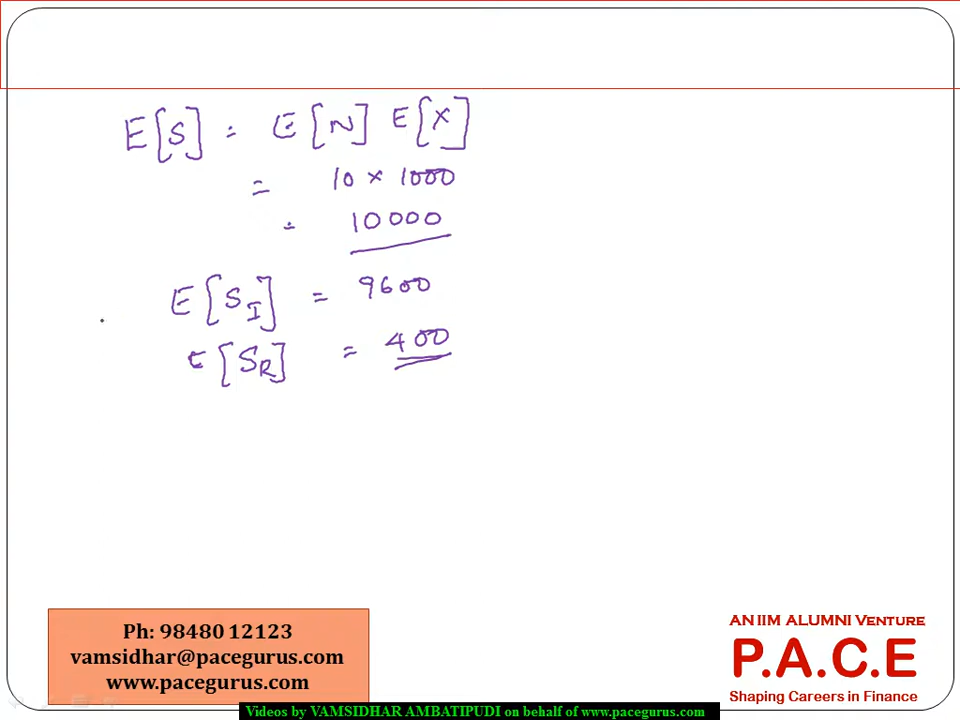 E[S] = E[N] E[X]
= 10 × 1000
= 10000
E[S_I] = 9600
E[S_R] = 400
Ph: 98480 12123
vamsidhar@pacegurus.com
www.pacegurus.com
AN IIM ALUMNI VENTURE
P.A.C.E
Shaping Careers in Finance
Videos by VAMSIDHAR AMBATIPUDI on behalf of www.pacegurus.com